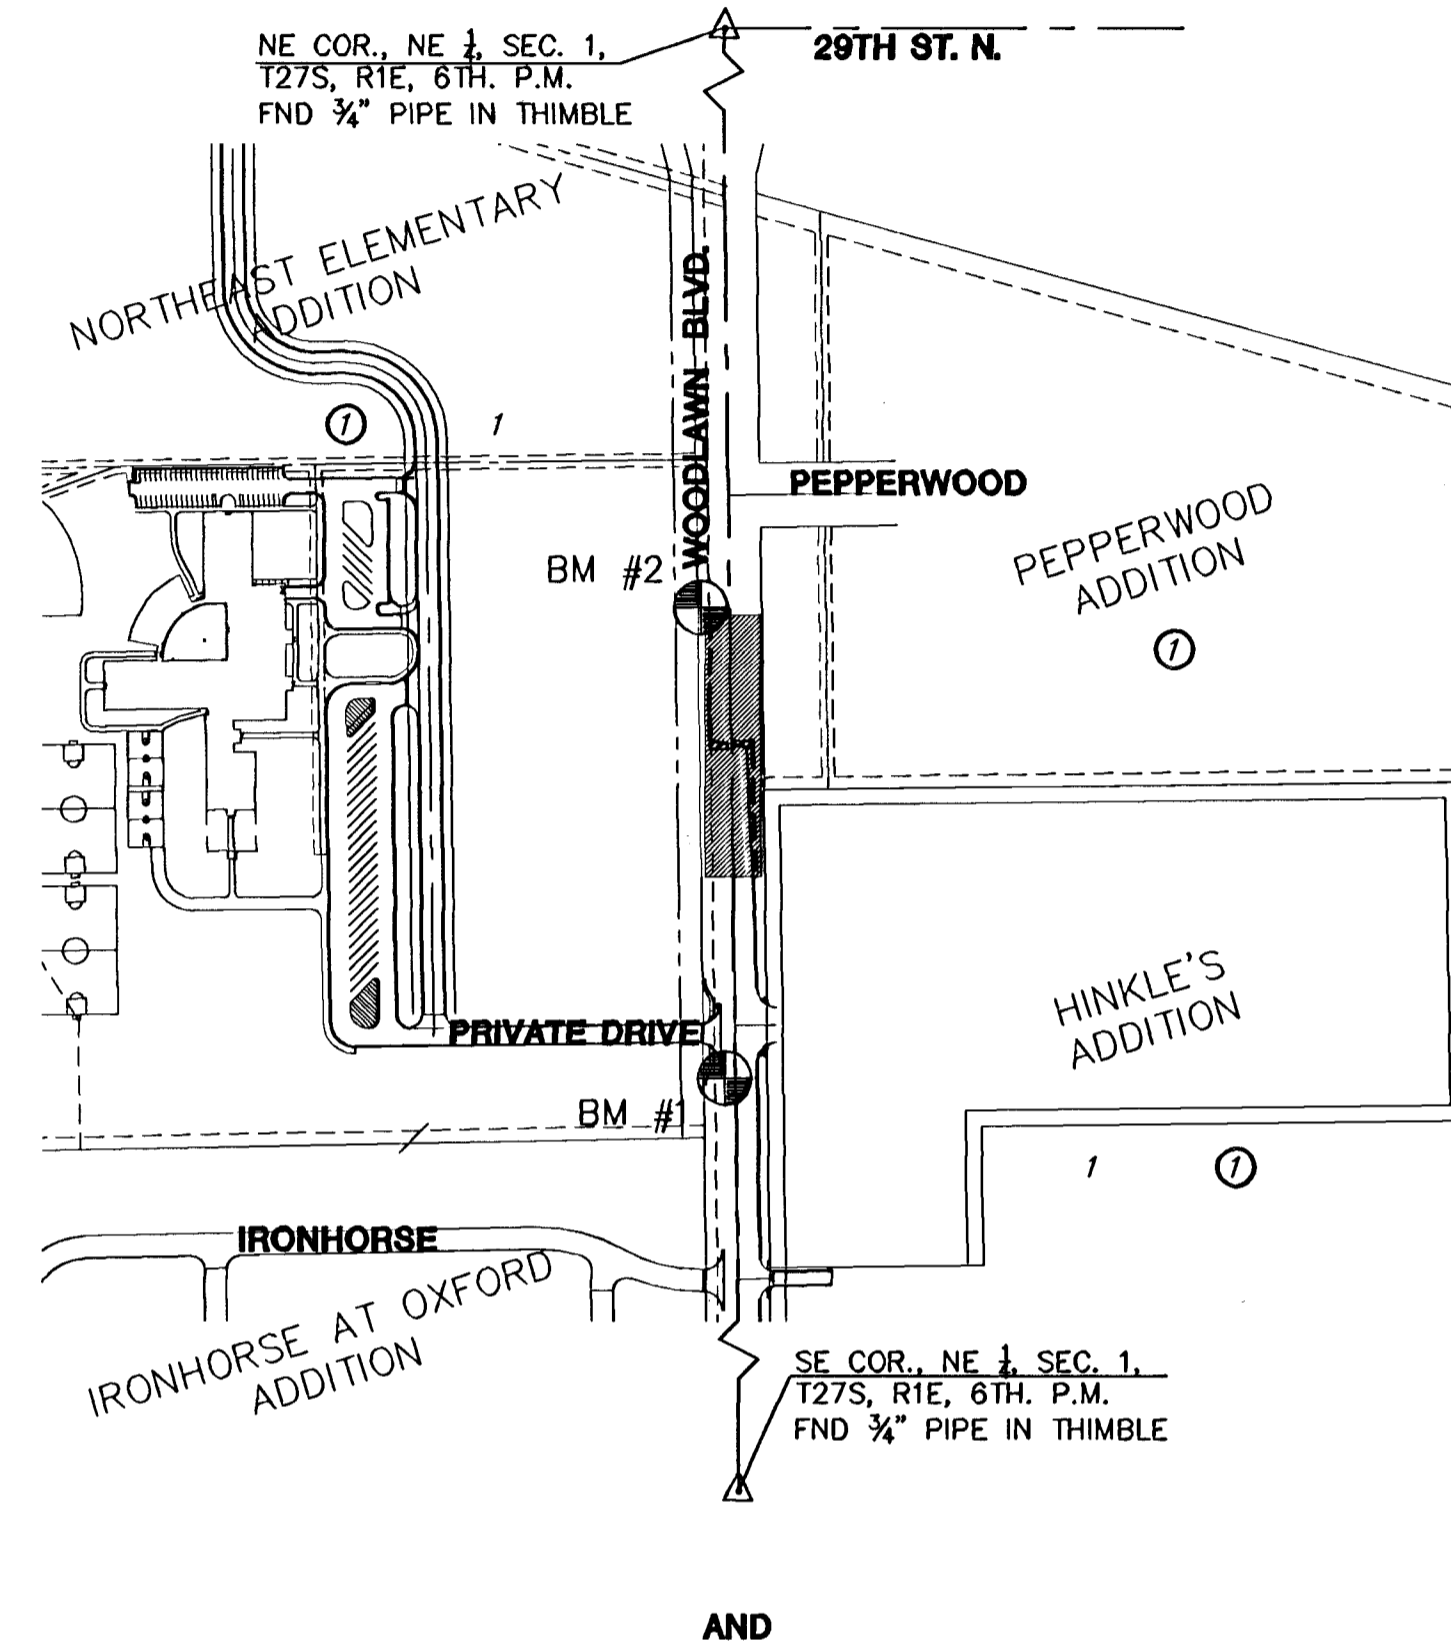 NE COR., NE ¼, SEC. 1,
T27S, R1E, 6TH. P.M.
FND ¾" PIPE IN THIMBLE
29TH ST. N.
NORTHEAST ELEMENTARY
ADDITION
WOODLAWN BLVD.
1
1
PEPPERWOOD
PEPPERWOOD
ADDITION
1
BM #2
HINKLE'S
ADDITION
PRIVATE DRIVE
BM #1
1
1
IRONHORSE
IRONHORSE AT OXFORD
ADDITION
SE COR., NE ¼, SEC. 1,
T27S, R1E, 6TH. P.M.
FND ¾" PIPE IN THIMBLE
AND